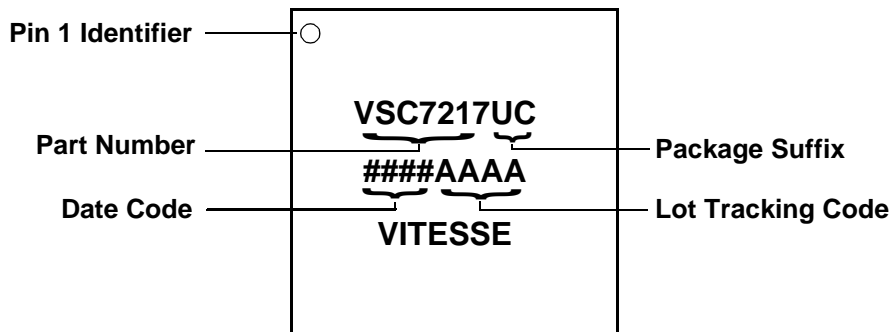 Pin 1 Identifier
VSC7217UC
Part Number
Package Suffix
####AAAA
Date Code
Lot Tracking Code
VITESSE